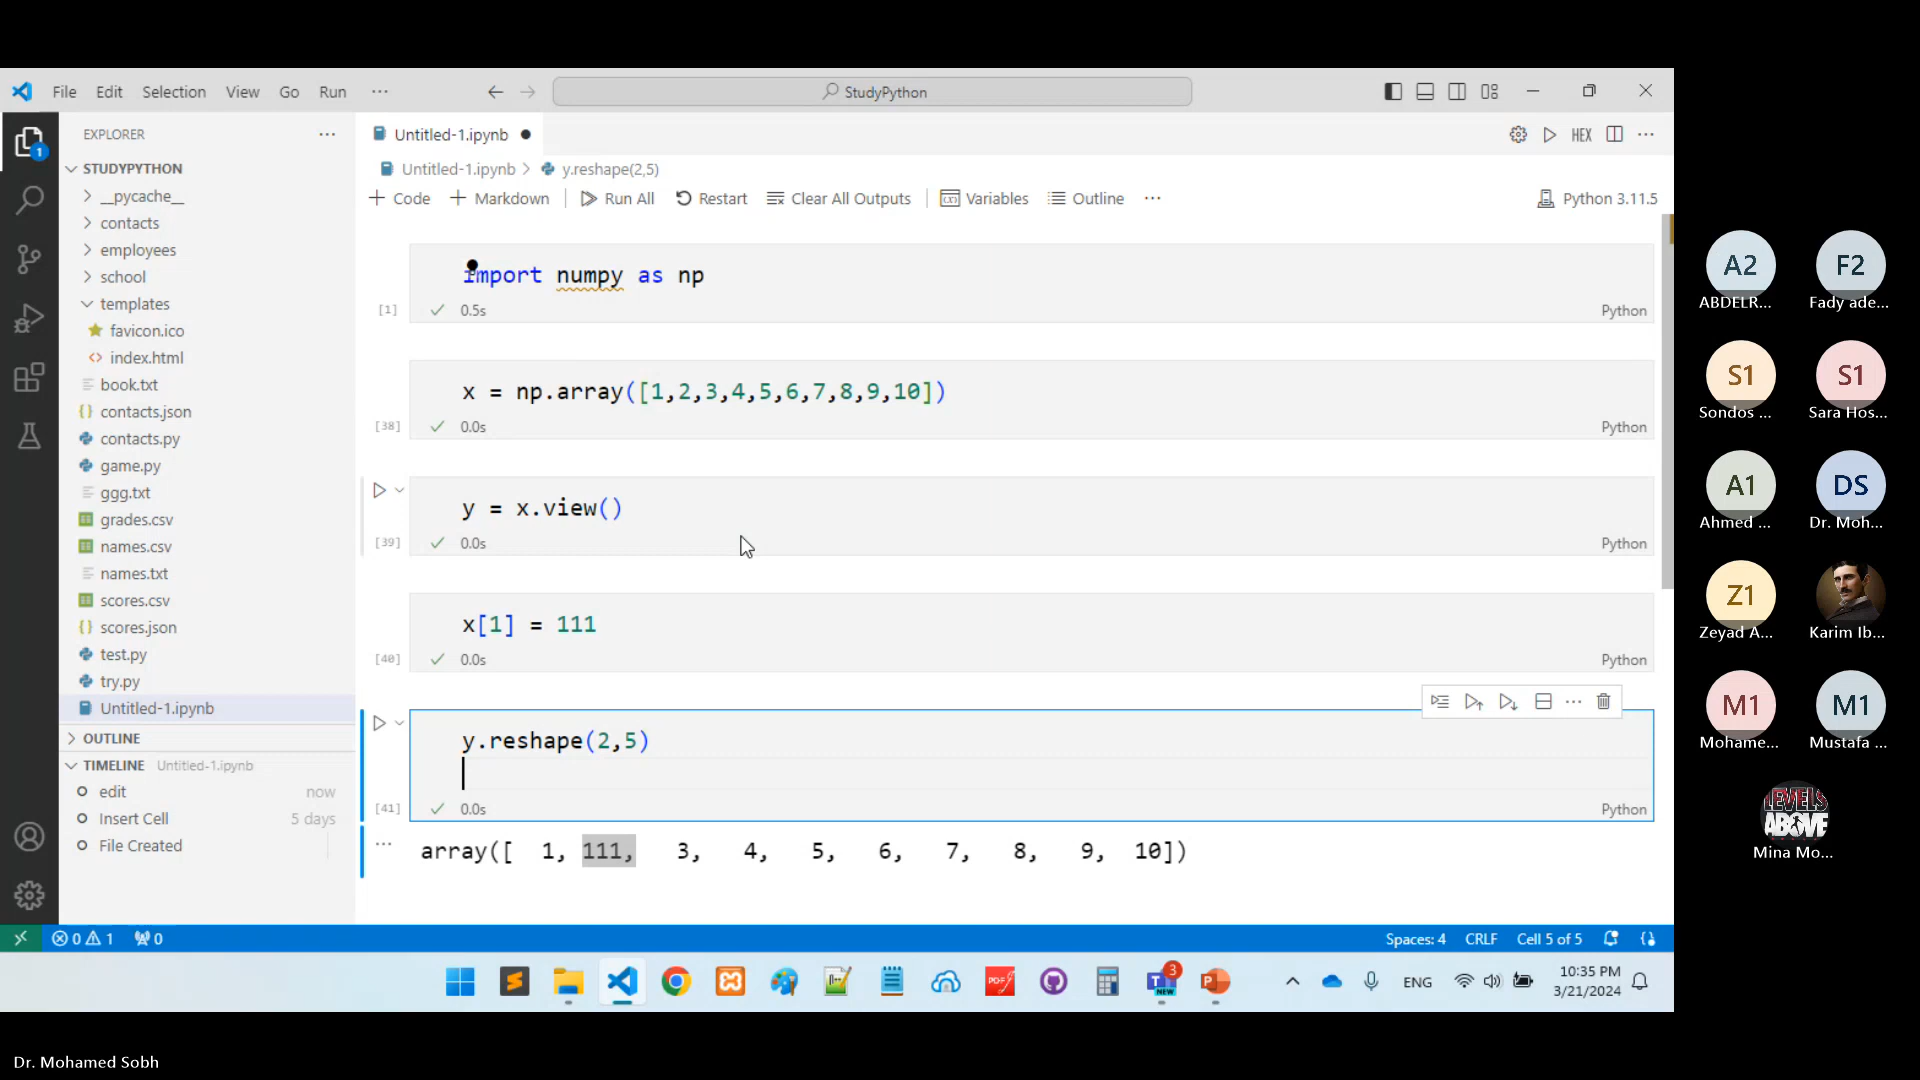 File Edit Selection View Go Run ··· StudyPython
EXPLORER ···
STUDYPYTHON
__pycache__
contacts
employees
school
templates
favicon.ico
index.html
book.txt
contacts.json
contacts.py
game.py
ggg.txt
grades.csv
names.csv
names.txt
scores.csv
scores.json
test.py
try.py
Untitled-1.ipynb
OUTLINE
TIMELINE Untitled-1.ipynb
edit now
Insert Cell 5 days
File Created
Untitled-1.ipynb
HEX
Untitled-1.ipynb > y.reshape(2,5)
+ Code + Markdown Run All Restart Clear All Outputs Variables Outline ··· Python 3.11.5
import numpy as np
[1] ✓ 0.5s Python
x = np.array([1,2,3,4,5,6,7,8,9,10])
[38] ✓ 0.0s Python
y = x.view()
[39] ✓ 0.0s Python
x[1] = 111
[40] ✓ 0.0s Python
y.reshape(2,5)
[41] ✓ 0.0s Python
array([ 1, 111, 3, 4, 5, 6, 7, 8, 9, 10])
0 1 0 Spaces: 4 CRLF Cell 5 of 5
PDF
3
NEW
ENG
10:35 PM
3/21/2024
A2
ABDELR...
F2
Fady ade...
S1
Sondos ...
S1
Sara Hos...
A1
Ahmed ...
DS
Dr. Moh...
Z1
Zeyad A...
Karim Ib...
M1
Mohame...
M1
Mustafa ...
LEVELS
ABOVE
Mina Mo...
Dr. Mohamed Sobh